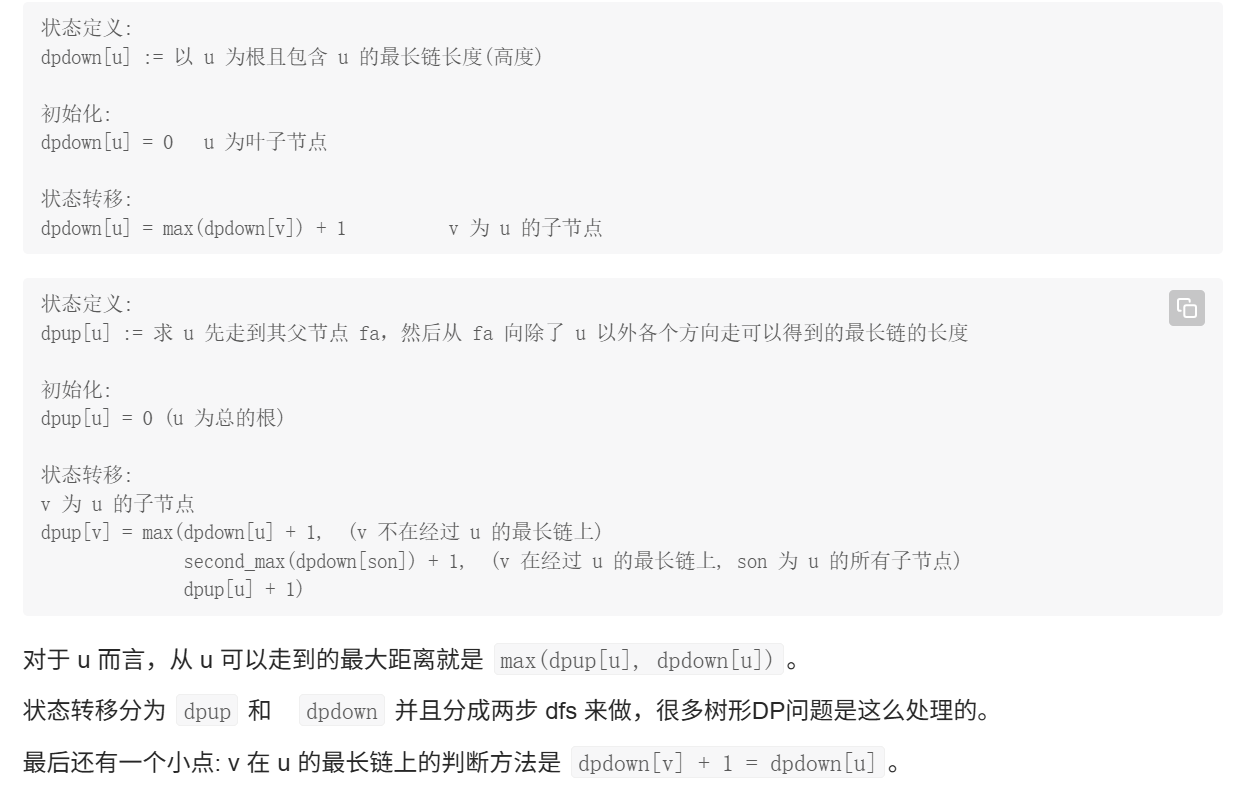 状态定义:
dpdown[u] := 以 u 为根且包含 u 的最长链长度(高度)
初始化:
dpdown[u] = 0   u 为叶子节点
状态转移:
dpdown[u] = max(dpdown[v]) + 1          v 为 u 的子节点
状态定义:
dpup[u] := 求 u 先走到其父节点 fa，然后从 fa 向除了 u 以外各个方向走可以得到的最长链的长度
初始化:
dpup[u] = 0 (u 为总的根)
状态转移:
v 为 u 的子节点
dpup[v] = max(dpdown[u] + 1,  (v 不在经过 u 的最长链上)
second_max(dpdown[son]) + 1,  (v 在经过 u 的最长链上, son 为 u 的所有子节点)
dpup[u] + 1)
对于 u 而言，从 u 可以走到的最大距离就是 max(dpup[u], dpdown[u]) 。
状态转移分为 dpup 和 dpdown 并且分成两步 dfs 来做，很多树形DP问题是这么处理的。
最后还有一个小点: v 在 u 的最长链上的判断方法是 dpdown[v] + 1 = dpdown[u] 。